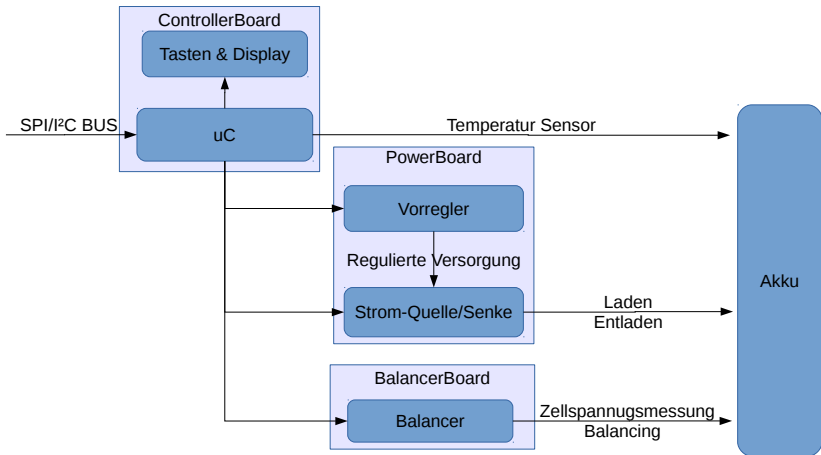 ControllerBoard
Tasten & Display
SPI/I²C BUS
uC
Temperatur Sensor
PowerBoard
Vorregler
Regulierte Versorgung
Akku
Strom-Quelle/Senke
Laden
Entladen
BalancerBoard
Balancer
Zellspannugsmessung
Balancing